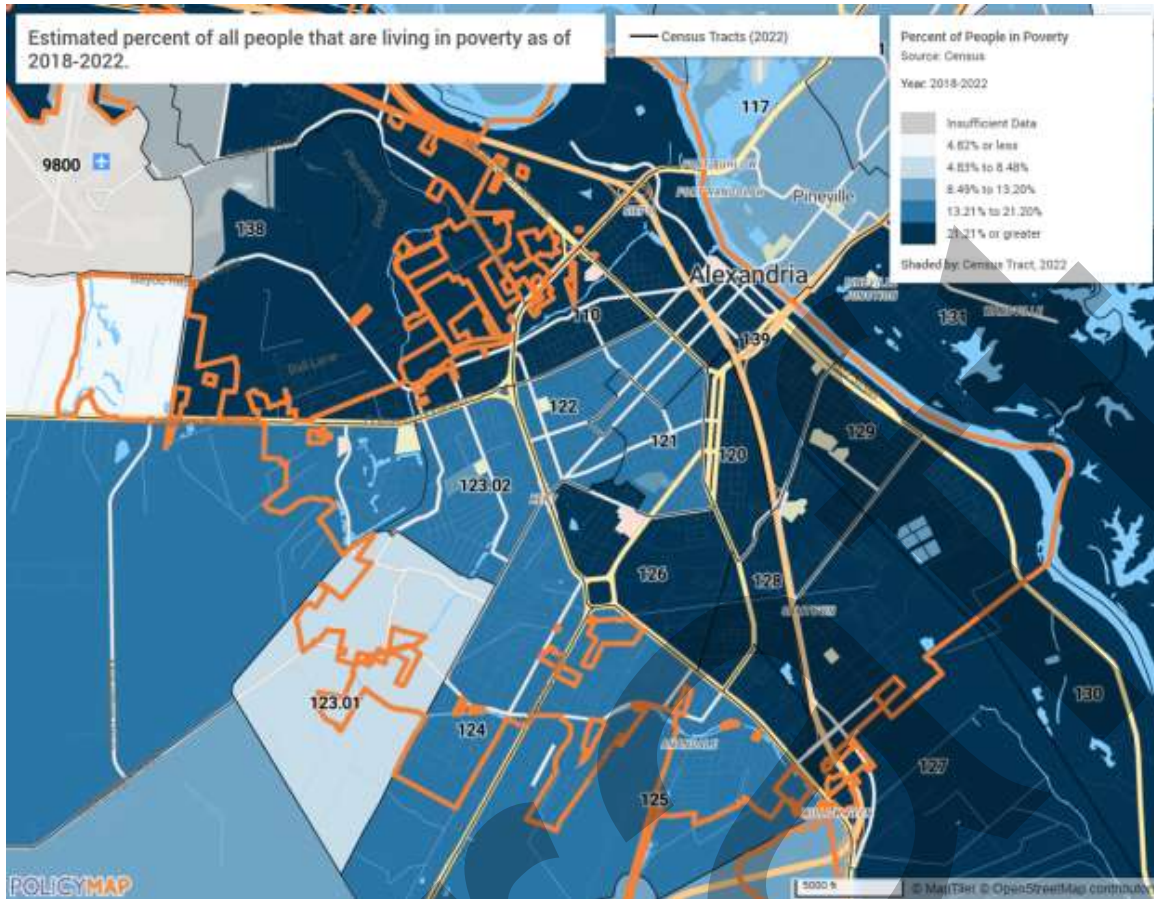 Estimated percent of all people that are living in poverty as of
2018-2022.
Census Tracts (2022)
Percent of People in Poverty
Source: Census
Year: 2018-2022
Insufficient Data
4.82% or less
4.83% to 8.48%
8.49% to 13.20%
13.21% to 21.20%
21.21% or greater
Shaded by: Census Tract, 2022
117
9800
Pineville
138
Alexandria
JUNCTION
131
110
139
122
121
129
120
123.02
126
128
130
123.01
124
127
125
POLICYMAP
5000 ft
© MapTiler © OpenStreetMap contributor